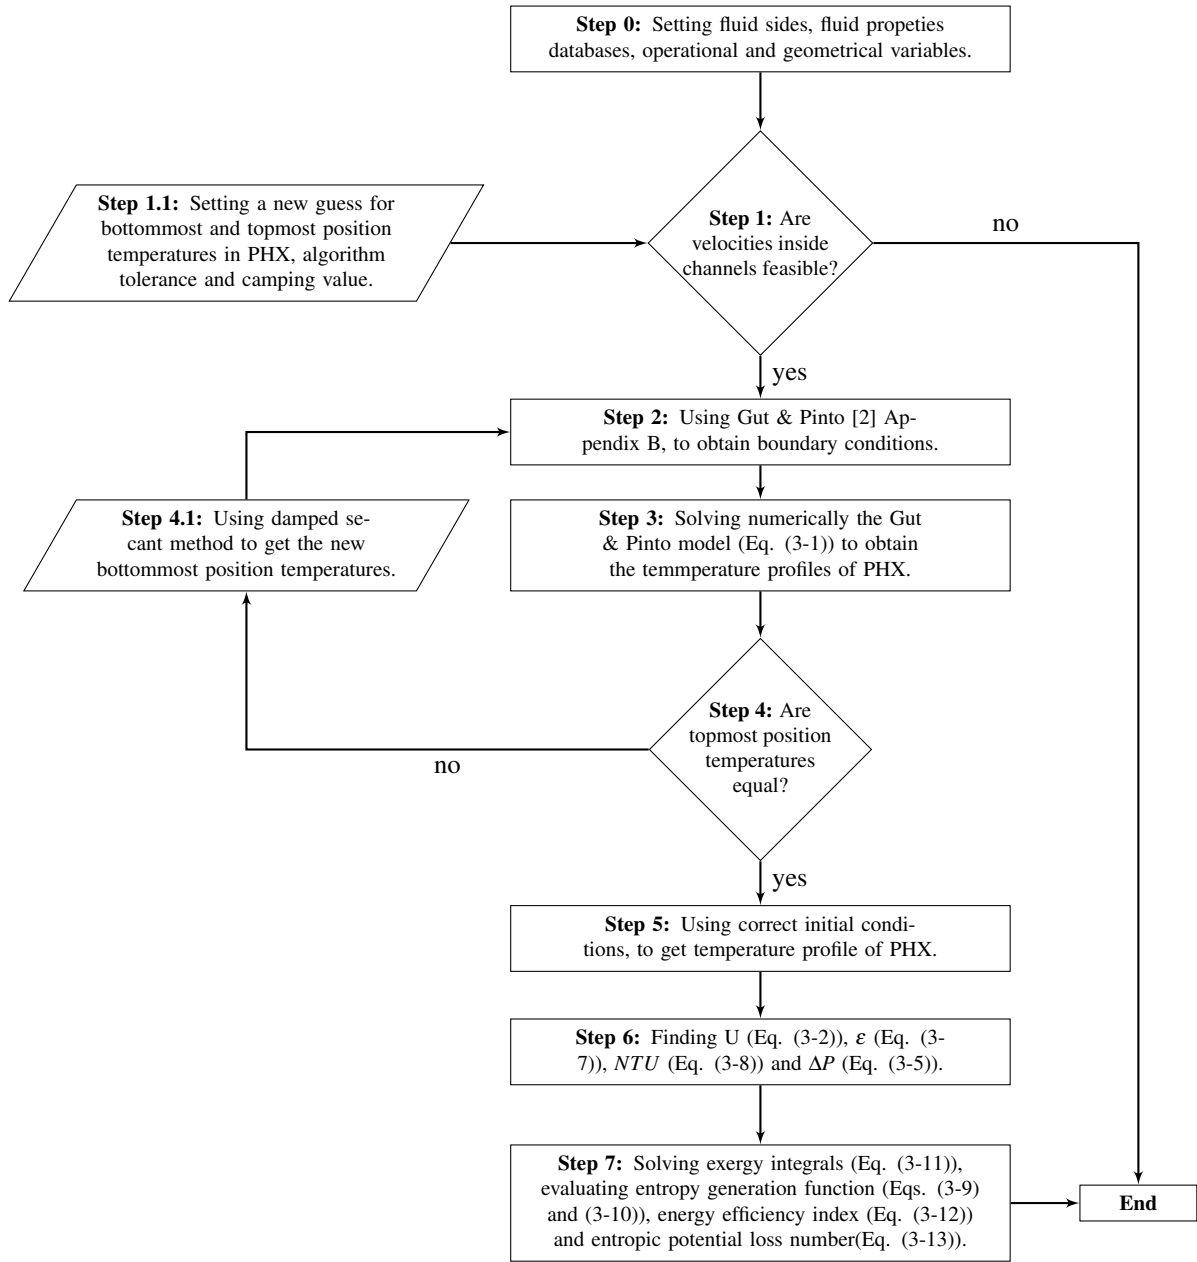 Step 0: Setting fluid sides, fluid propeties
databases, operational and geometrical variables.
Step 1.1: Setting a new guess for
bottommost and topmost position
temperatures in PHX, algorithm
tolerance and camping value.
Step 1: Are
velocities inside
channels feasible?
no
yes
Step 2: Using Gut & Pinto [2] Ap-
pendix B, to obtain boundary conditions.
Step 4.1: Using damped se-
cant method to get the new
bottommost position temperatures.
Step 3: Solving numerically the Gut
& Pinto model (Eq. (3-1)) to obtain
the temmperature profiles of PHX.
Step 4: Are
topmost position
temperatures
equal?
no
yes
Step 5: Using correct initial condi-
tions, to get temperature profile of PHX.
Step 6: Finding U (Eq. (3-2)), ε (Eq. (3-
7)), NTU (Eq. (3-8)) and ΔP (Eq. (3-5)).
Step 7: Solving exergy integrals (Eq. (3-11)),
evaluating entropy generation function (Eqs. (3-9)
and (3-10)), energy efficiency index (Eq. (3-12))
and entropic potential loss number(Eq. (3-13)).
End